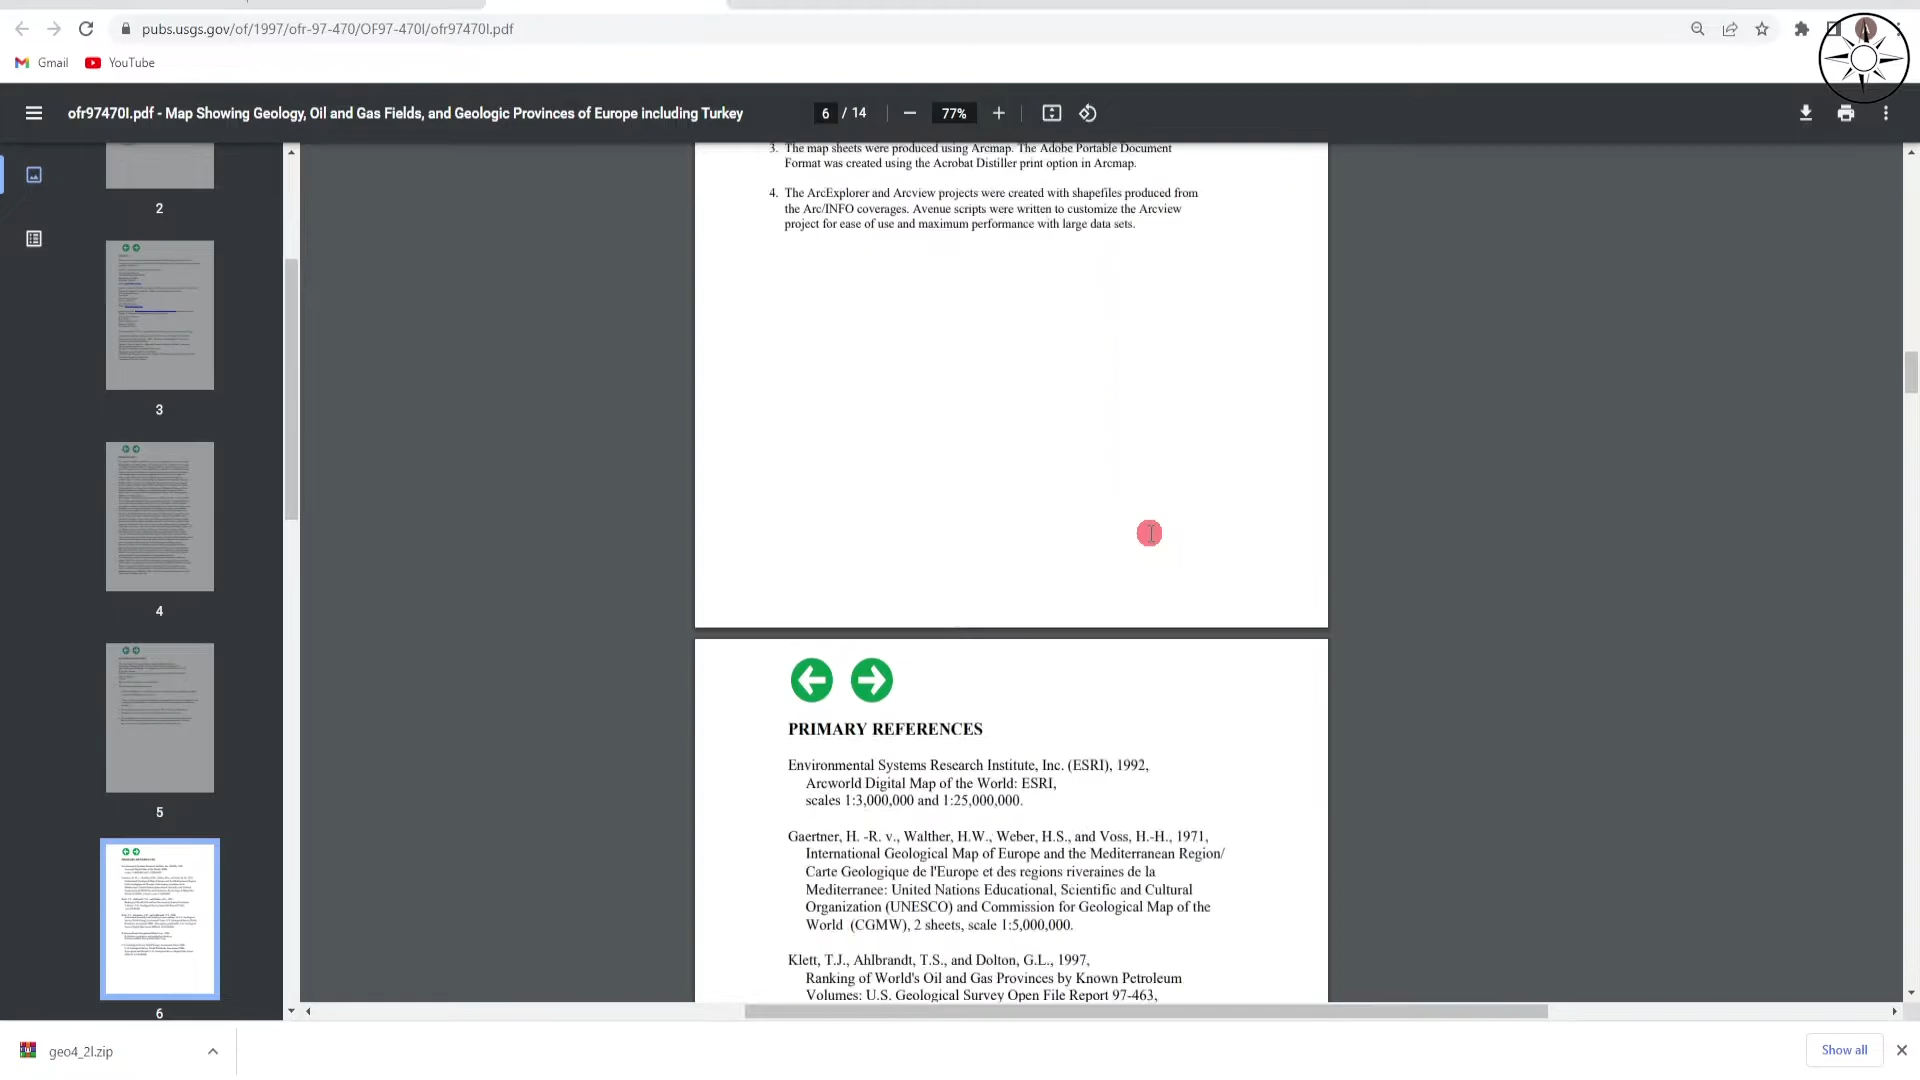 pubs.usgs.gov/of/1997/ofr-97-470/OF97-470I/ofr97470I.pdf
Gmail
YouTube
ofr97470I.pdf - Map Showing Geology, Oil and Gas Fields, and Geologic Provinces of Europe including Turkey
6 / 14
77%
3. The map sheets were produced using Arcmap. The Adobe Portable Document
Format was created using the Acrobat Distiller print option in Arcmap.
4. The ArcExplorer and Arcview projects were created with shapefiles produced from
the Arc/INFO coverages. Avenue scripts were written to customize the Arcview
project for ease of use and maximum performance with large data sets.
2
3
4
5
6
PRIMARY REFERENCES
Environmental Systems Research Institute, Inc. (ESRI), 1992,
Arcworld Digital Map of the World: ESRI,
scales 1:3,000,000 and 1:25,000,000.
Gaertner, H. -R. v., Walther, H.W., Weber, H.S., and Voss, H.-H., 1971,
International Geological Map of Europe and the Mediterranean Region/
Carte Geologique de l'Europe et des regions riveraines de la
Mediterranee: United Nations Educational, Scientific and Cultural
Organization (UNESCO) and Commission for Geological Map of the
World (CGMW), 2 sheets, scale 1:5,000,000.
Klett, T.J., Ahlbrandt, T.S., and Dolton, G.L., 1997,
Ranking of World's Oil and Gas Provinces by Known Petroleum
Volumes: U.S. Geological Survey Open File Report 97-463,
geo4_2l.zip
Show all